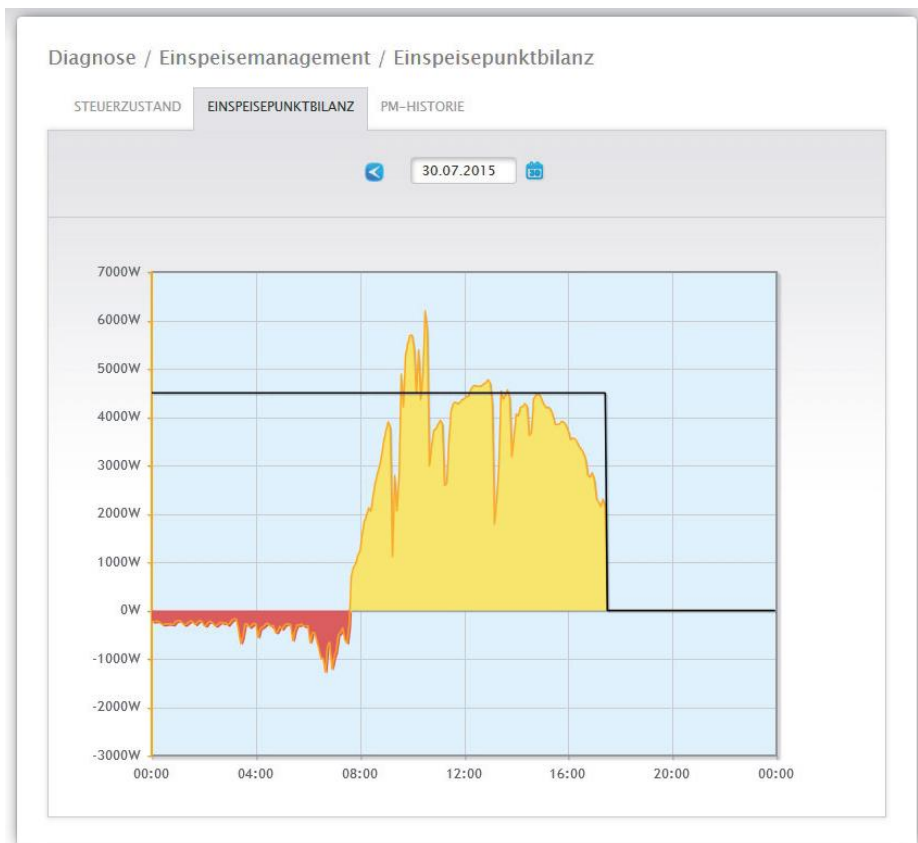 Diagnose / Einspeisemanagement / Einspeisepunktbilanz
STEUERZUSTAND EINSPEISEPUNKTBILANZ PM-HISTORIE
30.07.2015
30
7000W
6000W
5000W
4000W
3000W
2000W
1000W
0W
-1000W
-2000W
-3000W
00:00 04:00 08:00 12:00 16:00 20:00 00:00